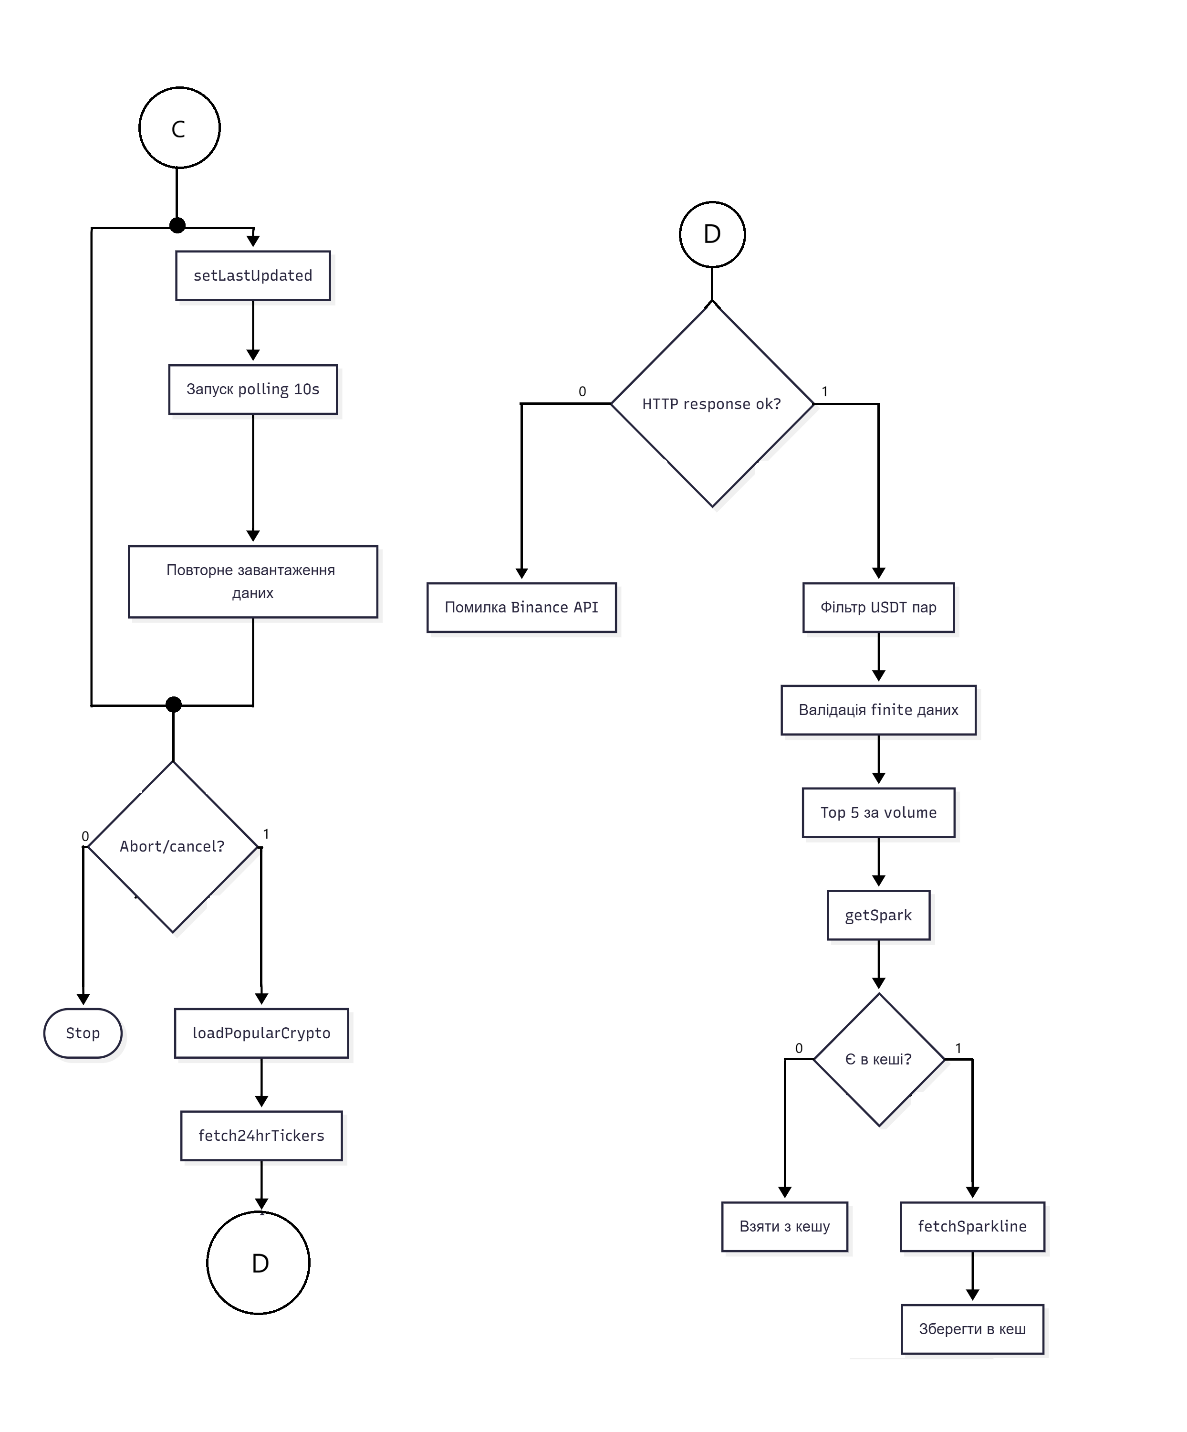 C
setLastUpdated
Запуск polling 10s
Повторне завантаження
даних
0
1
Abort/cancel?
Stop
loadPopularCrypto
fetch24hrTickers
D
D
0
1
HTTP response ok?
Помилка Binance API
Фільтр USDT пар
Валідація finite даних
Top 5 за volume
getSpark
0
1
Є в кеші?
Взяти з кешу
fetchSparkline
Зберегти в кеш